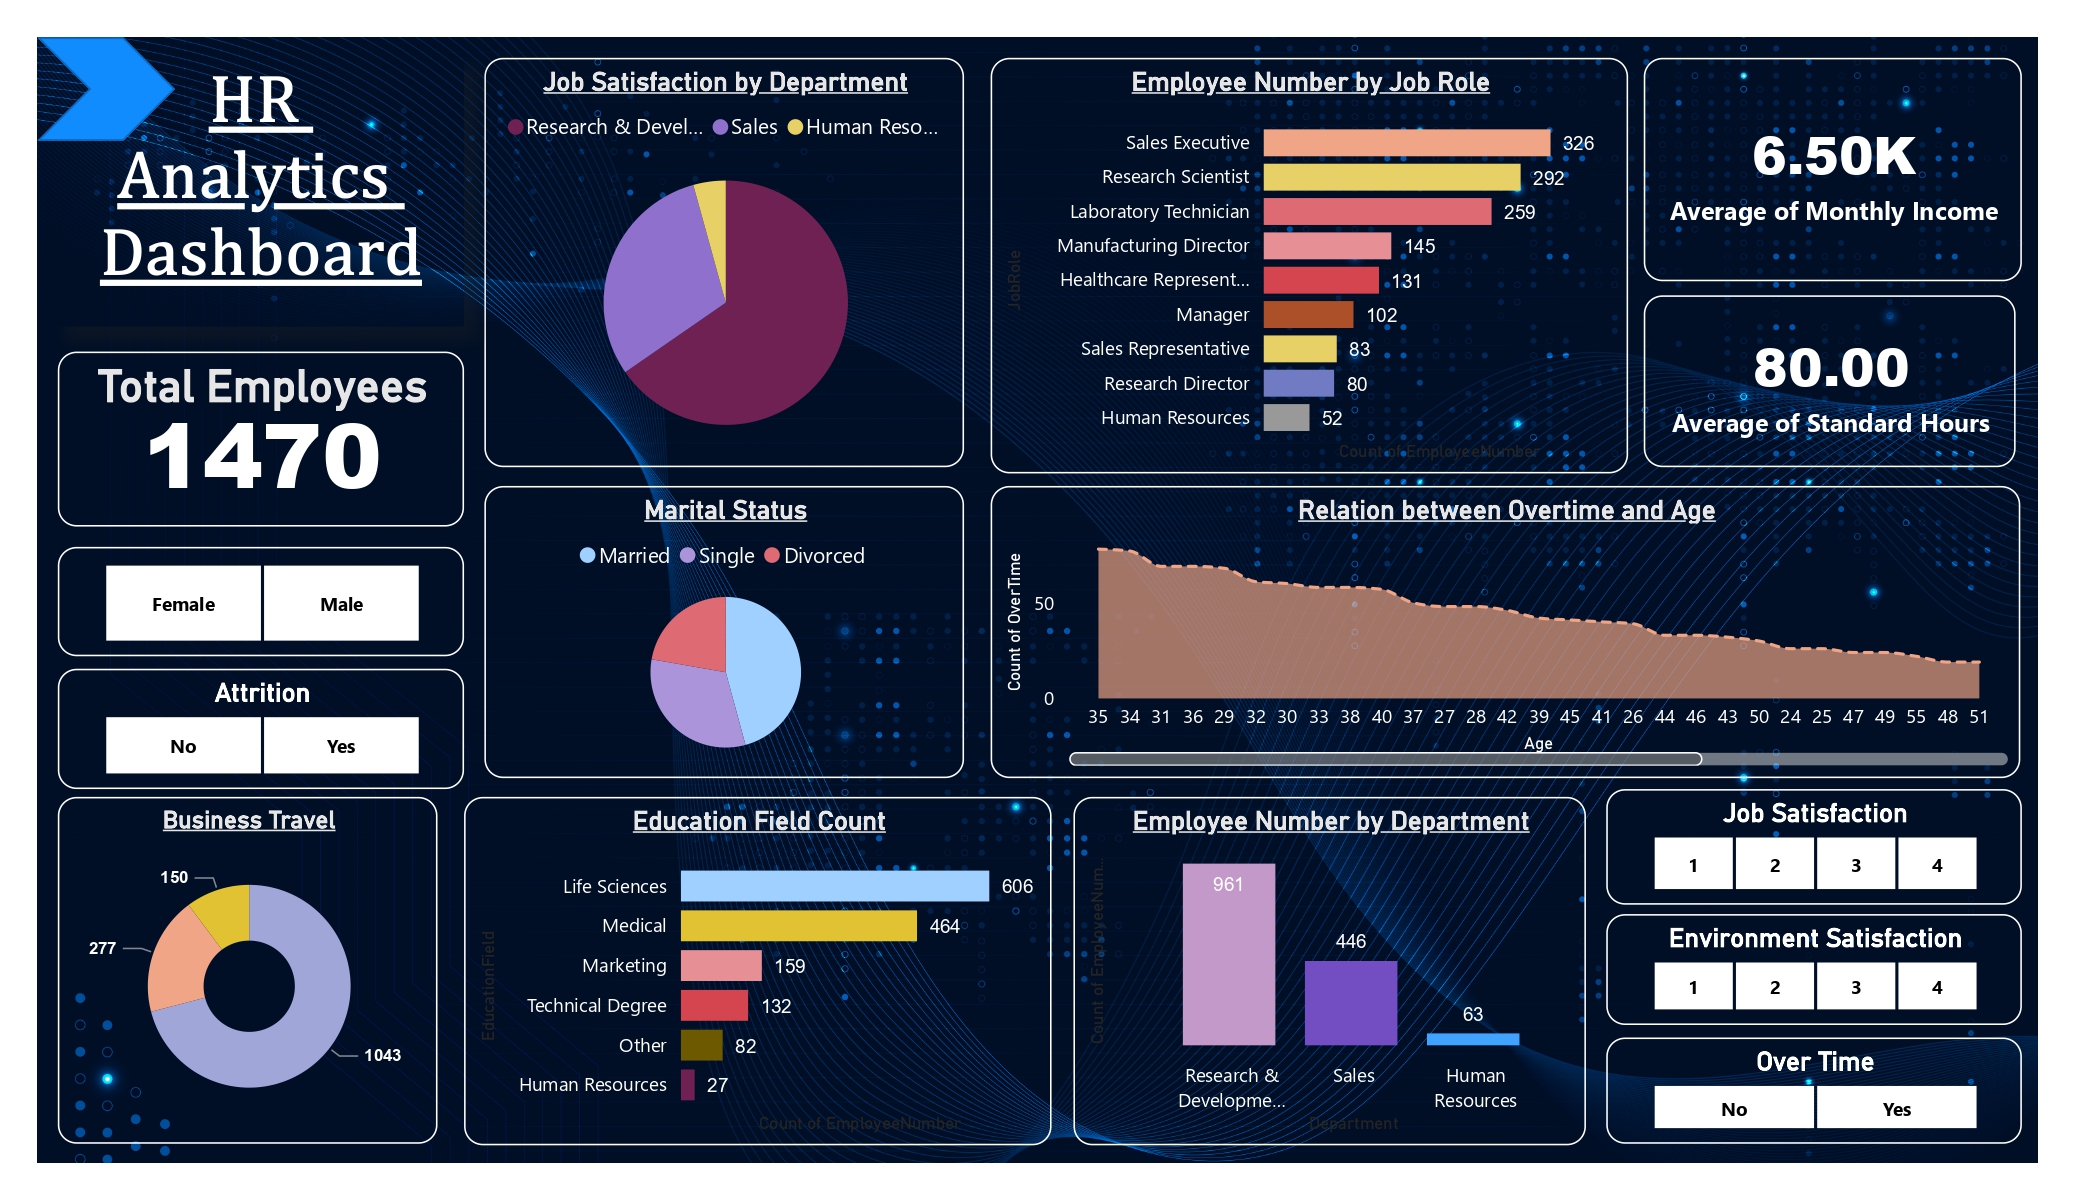 HR
Analytics
Dashboard
Total Employees
1470
Female Male
Attrition
No Yes
Job Satisfaction by Department
Research & Devel... Sales Human Reso...
Employee Number by Job Role
JobRole
Sales Executive 326
Research Scientist 292
Laboratory Technician 259
Manufacturing Director 145
Healthcare Represent... 131
Manager 102
Sales Representative 83
Research Director 80
Human Resources 52
Count of EmployeeNumber
6.50K
Average of Monthly Income
80.00
Average of Standard Hours
Marital Status
Married Single Divorced
Relation between Overtime and Age
Count of OverTime
50
0
35 34 31 36 29 32 30 33 38 40 37 27 28 42 39 45 41 26 44 46 43 50 24 25 47 49 55 48 51
Age
Business Travel
150
277
1043
Education Field Count
EducationField
Life Sciences 606
Medical 464
Marketing 159
Technical Degree 132
Other 82
Human Resources 27
Count of EmployeeNumber
Employee Number by Department
Count of EmployeeNum...
961
446
63
Research & Developme...
Sales
Human Resources
Department
Job Satisfaction
1 2 3 4
Environment Satisfaction
1 2 3 4
Over Time
No Yes